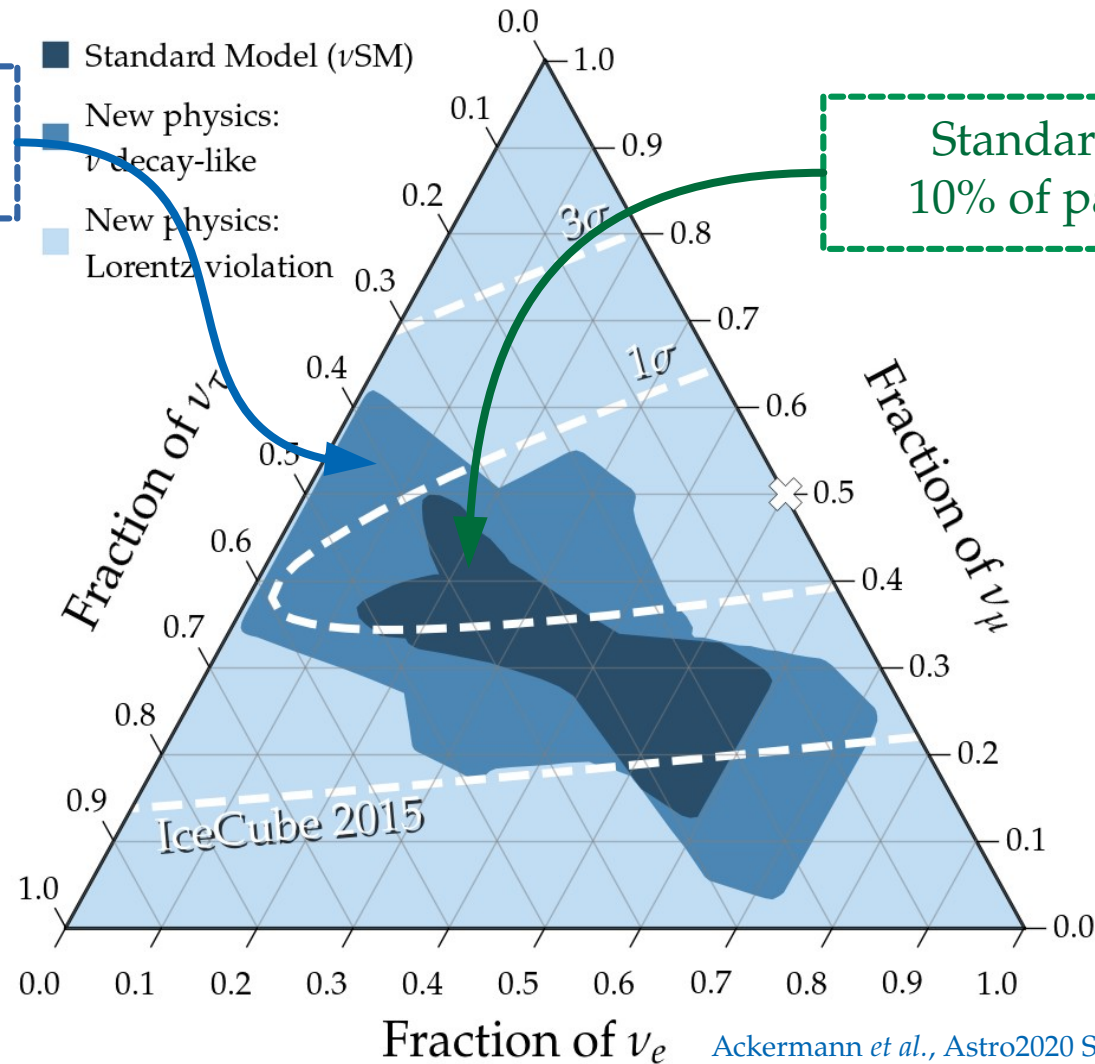 Standard Model (νSM)
New physics:
ν decay-like
New physics:
Lorentz violation
Standar
10% of pa
0.0
0.1
0.2
0.3
0.4
0.5
0.6
0.7
0.8
0.9
1.0
Fraction of ντ
1.0
0.9
0.8
0.7
0.6
0.5
0.4
0.3
0.2
0.1
0.0
Fraction of νμ
3σ
1σ
IceCube 2015
0.0 0.1 0.2 0.3 0.4 0.5 0.6 0.7 0.8 0.9 1.0
Fraction of νe
Ackermann et al., Astro2020 S